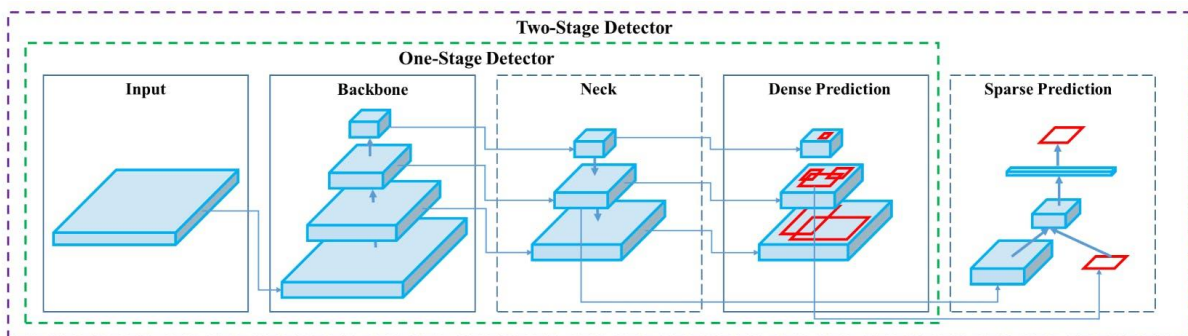 Two-Stage Detector
One-Stage Detector
Input
Backbone
Neck
Dense Prediction
Sparse Prediction